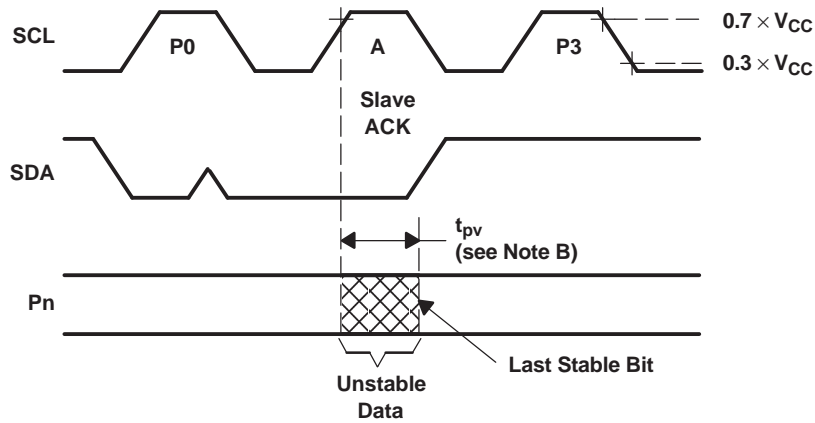 SCL
P0
A
P3
0.7 × VCC
0.3 × VCC
Slave
ACK
SDA
tpv
(see Note B)
Pn
Last Stable Bit
Unstable
Data